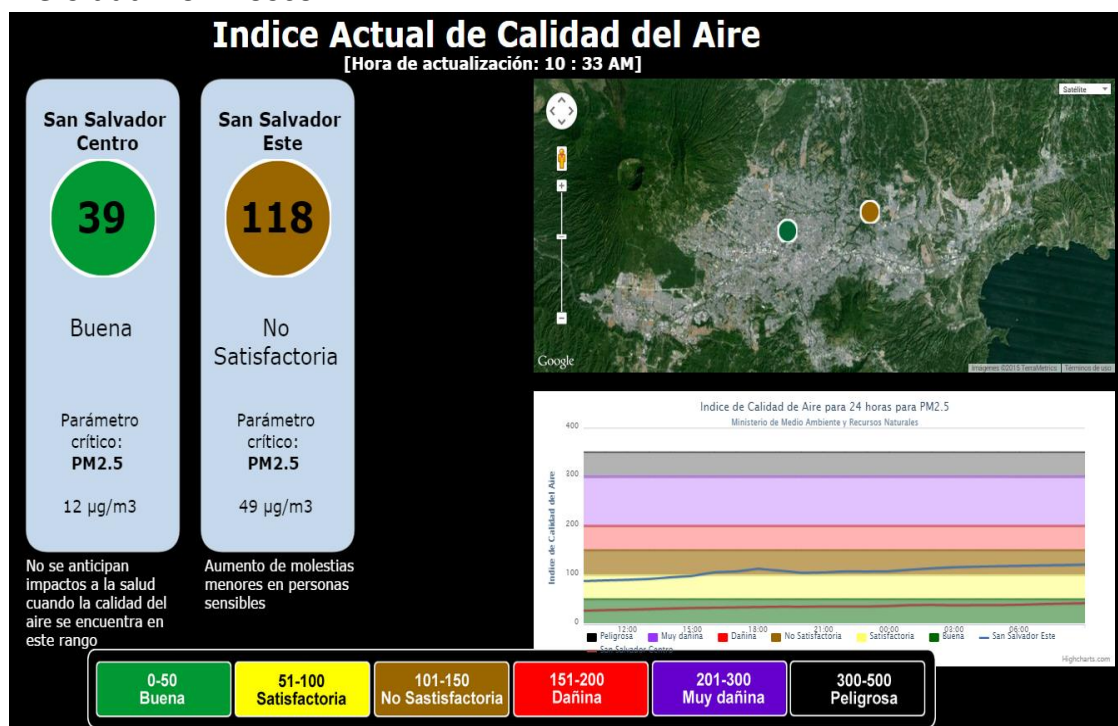 Indice Actual de Calidad del Aire
[Hora de actualización: 10 : 33 AM]
San Salvador
Centro
39
Buena
Parámetro
crítico:
PM2.5
12 µg/m3
No se anticipan
impactos a la salud
cuando la calidad del
aire se encuentra en
este rango
San Salvador
Este
118
No
Satisfactoria
Parámetro
crítico:
PM2.5
49 µg/m3
Aumento de molestias
menores en personas
sensibles
Satélite
Google
Imágenes ©2015 TerraMetrics
Términos de uso
Indice de Calidad de Aire para 24 horas para PM2.5
Ministerio de Medio Ambiente y Recursos Naturales
Indice de Calidad del Aire
400
300
200
100
0
12:00 15:00 18:00 21:00 00:00 03:00 06:00
Peligrosa Muy dañina Dañina No Satisfactoria Satisfactoria Buena San Salvador Este
San Salvador Centro
Highcharts.com
0-50
Buena
51-100
Satisfactoria
101-150
No Sastisfactoria
151-200
Dañina
201-300
Muy dañina
300-500
Peligrosa